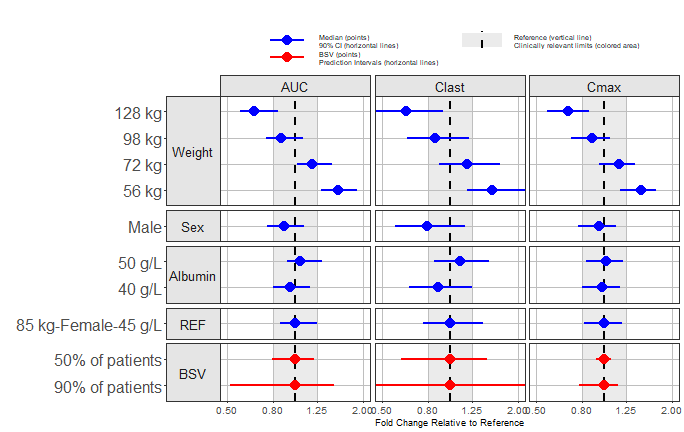 Median (points)
90% CI (horizontal lines)
BSV (points)
Prediction Intervals (horizontal lines)
Reference (vertical line)
Clinically relevant limits (colored area)
AUC
Clast
Cmax
128 kg
98 kg
72 kg
56 kg
Weight
Male
Sex
50 g/L
40 g/L
Albumin
85 kg-Female-45 g/L
REF
50% of patients
90% of patients
BSV
0.50 0.80 1.25 2.00 0.50 0.80 1.25 2.00 0.50 0.80 1.25 2.00
Fold Change Relative to Reference